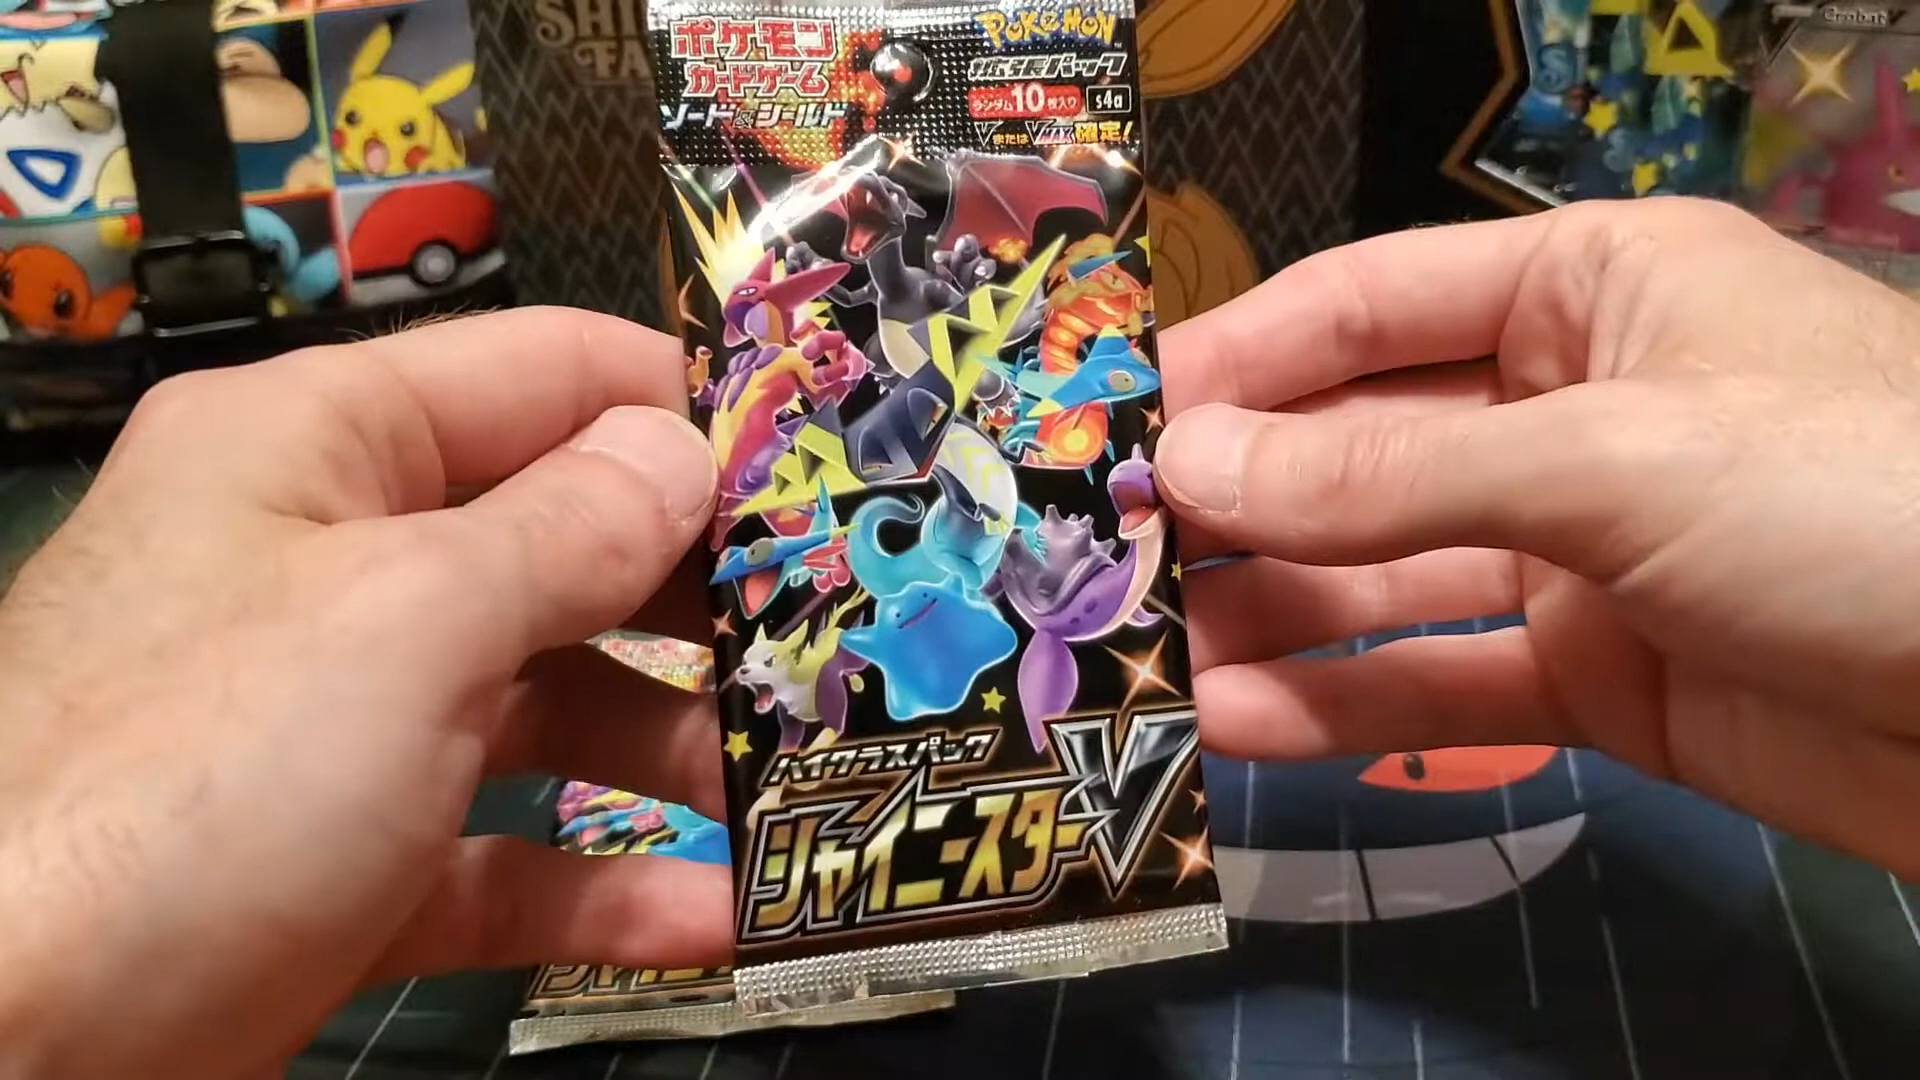 SHI
FA
ポケモン
カードゲーム
ソード&シールド
Pokémon
拡張パック
ランダム10枚入り s4a
VまたはVMAX確定!
Crobat V
ハイクラスパック
シャイニースターV